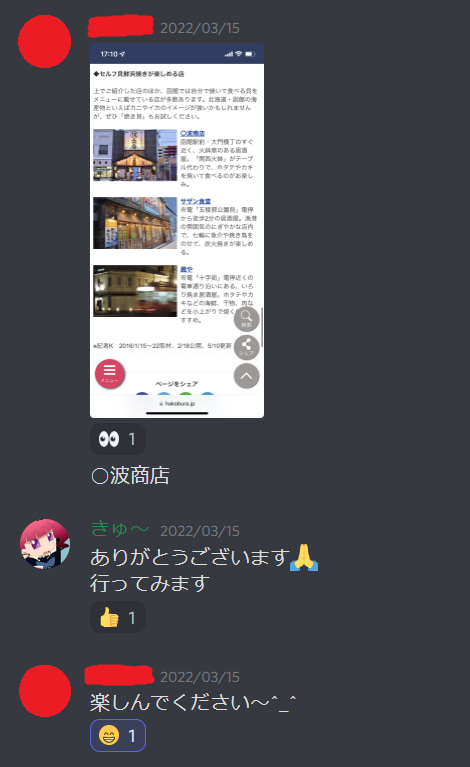 2022/03/15
17:10
◆セルフ貝鮮浜焼きが楽しめる店
上でご紹介した店のほか、函館では自分で焼いて食べる貝を
メニューに載せている店が多数あります。北海道・函館の海
産物といえばカニやイカのイメージが強いかもしれません
が、ぜひ「焼き貝」もお試しください。
〇波商店
函館駅前・大門横丁のすぐ
近く、火鉢席のある居酒
屋。「関西火鉢」がテーブ
ル代わりで、ホタテやカキ
を焼いて食べるのがお楽し
み。
サザン食堂
市電「五稜郭公園前」電停
から徒歩2分の居酒屋。漁港
の雰囲気のにぎやかな店内
で、七輪に魚介や焼き鳥を
のせて、炭火焼きが楽しめ
る。
市電「十字街」電停近くの
電車通り沿いにある、いろ
り焼き居酒屋。ホタテやカ
キなどの海鮮、干物、肉な
どを小上がりで焼く
すすめ。
検索
シェア
※記者K 2016/1/15～22取材、2/18公開、5/10更新
メニュー
ページをシェア
hakobura.jp
👀 1
〇波商店
きゅ〜 2022/03/15
ありがとうございます🙏
行ってみます
👍 1
2022/03/15
楽しんでください〜^_^
😁 1